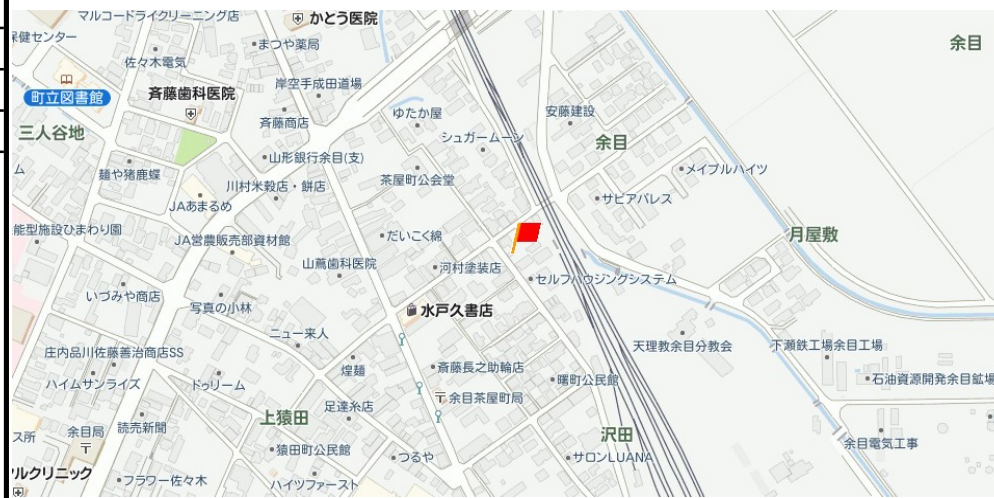 マルコードライクリーニング店
かとう医院
保健センター
まつや薬局
余目
佐々木電気
岸空手成田道場
町立図書館
斉藤歯科医院
ゆたか屋
安藤建設
三人谷地
斉藤商店
シュガームーン
余目
ム
山形銀行余目(支)
麺や猪鹿蝶
川村米穀店・餅店
茶屋町公会堂
メイプルハイツ
JAあまるめ
サピアパレス
能型施設ひまわり園
JA営農販売部資材館
だいこく綿
月屋敷
山蔦歯科医院
河村塗装店
セルフハウジングシステム
いづみや商店
写真の小林
水戸久書店
ニュー来人
天理教余目分教会
下瀬鉄工場余目工場
庄内品川佐藤善治商店SS
煌麺
斎藤長之助輪店
ハイムサンライズ
ドゥリーム
曙町公民館
石油資源開発余目鉱場
余目茶屋町局
足達糸店
上猿田
読売新聞
余目局
ス所
沢田
余目電気工事
猿田町公民館
つるや
サロンLUANA
ルクリニック
フラワー佐々木
ハイツファースト